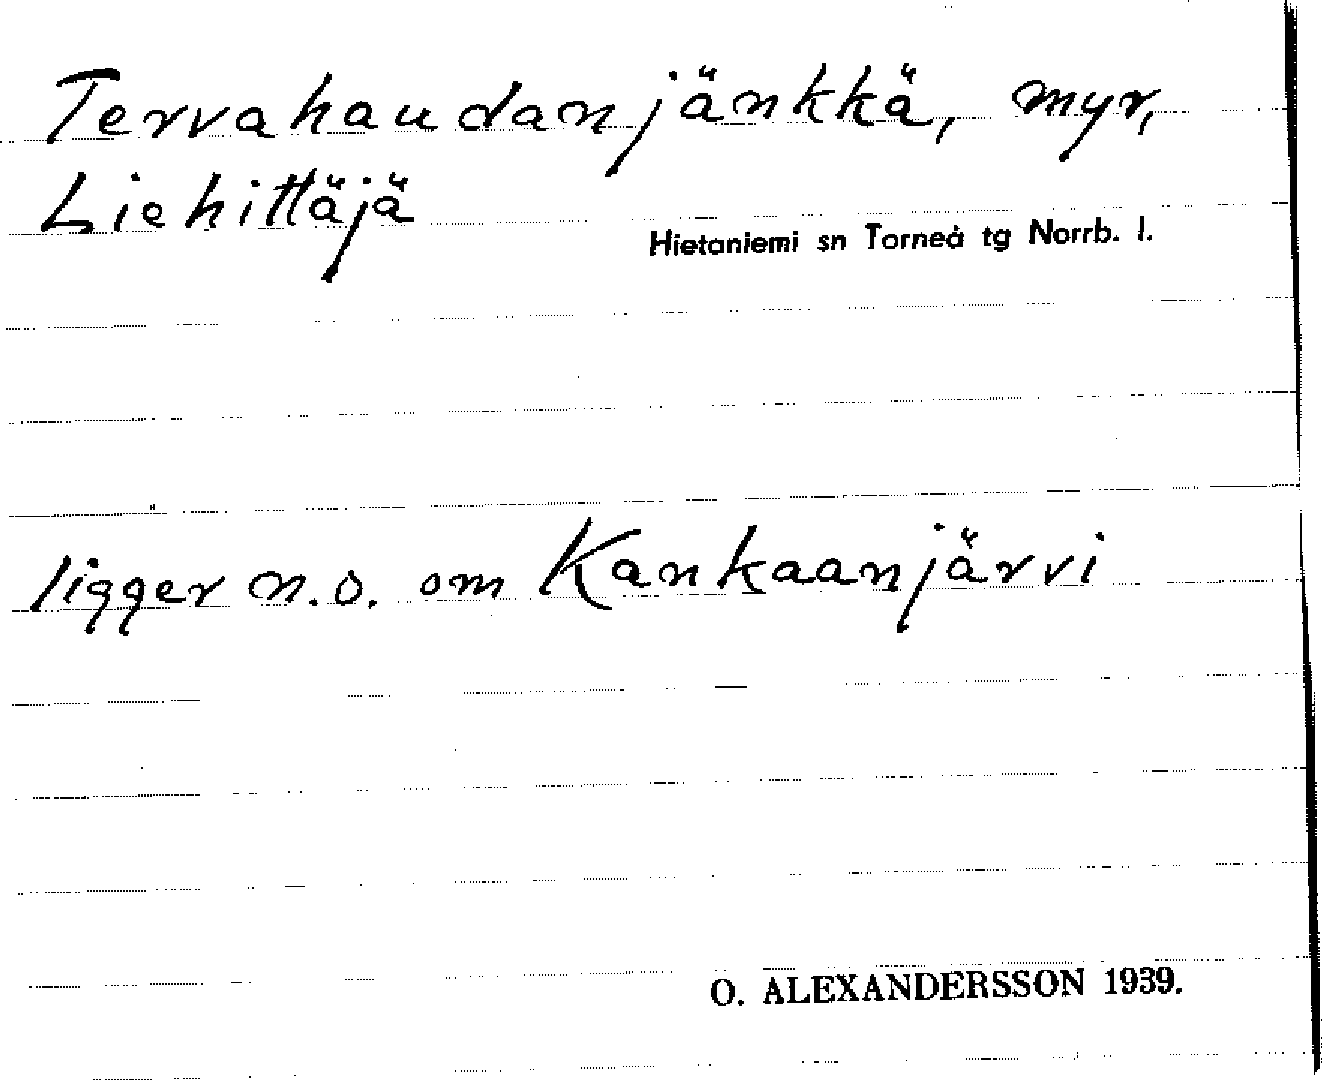 Tervahaudanjänkkä, myr,
Liehittäjä
Hietaniemi sn Torneå tg Norrb. l.
ligger n.o. om Kankaanjärvi
O. ALEXANDERSSON 1939.